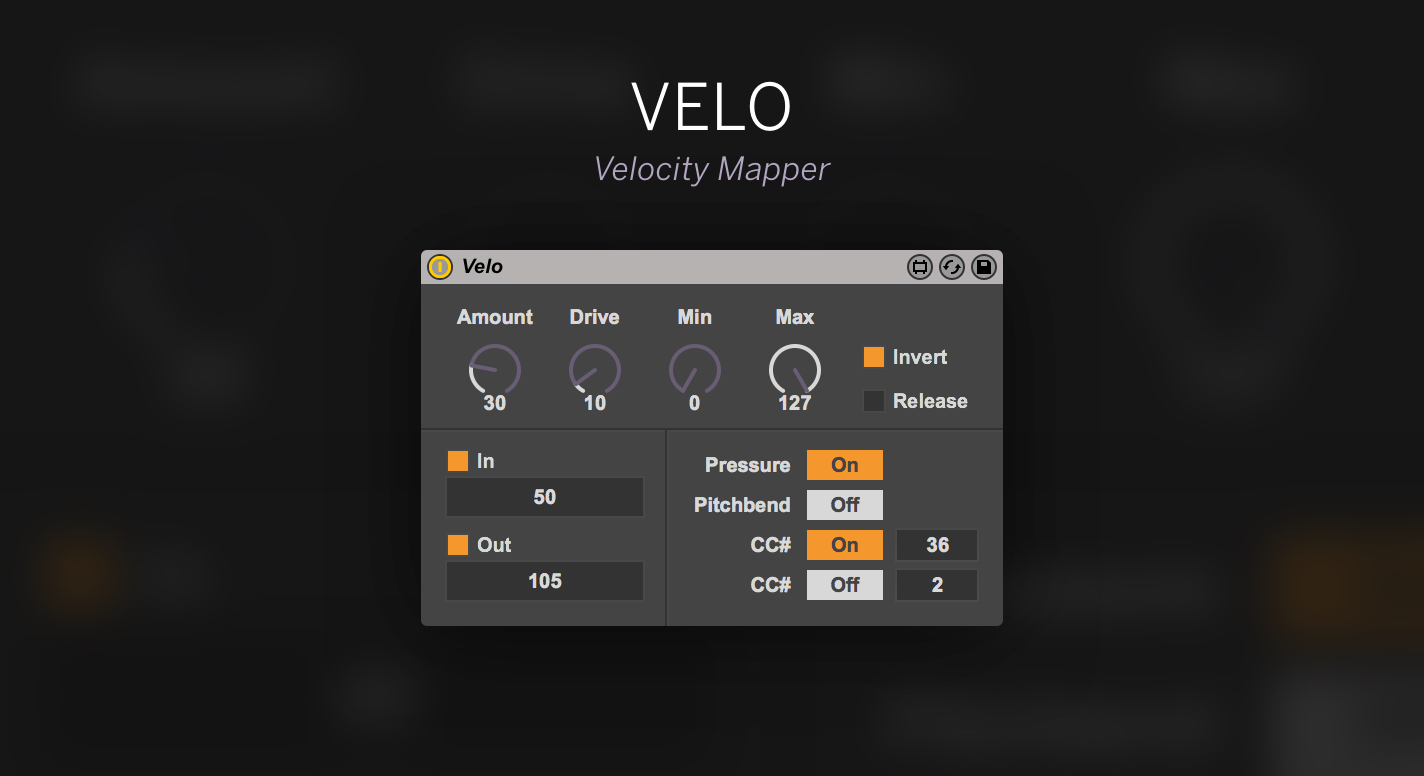 VELO
Velocity Mapper
Velo
Amount Drive Min Max
30 10 0 127
Invert
Release
In
50
Out
105
Pressure On
Pitchbend Off
CC# On 36
CC# Off 2